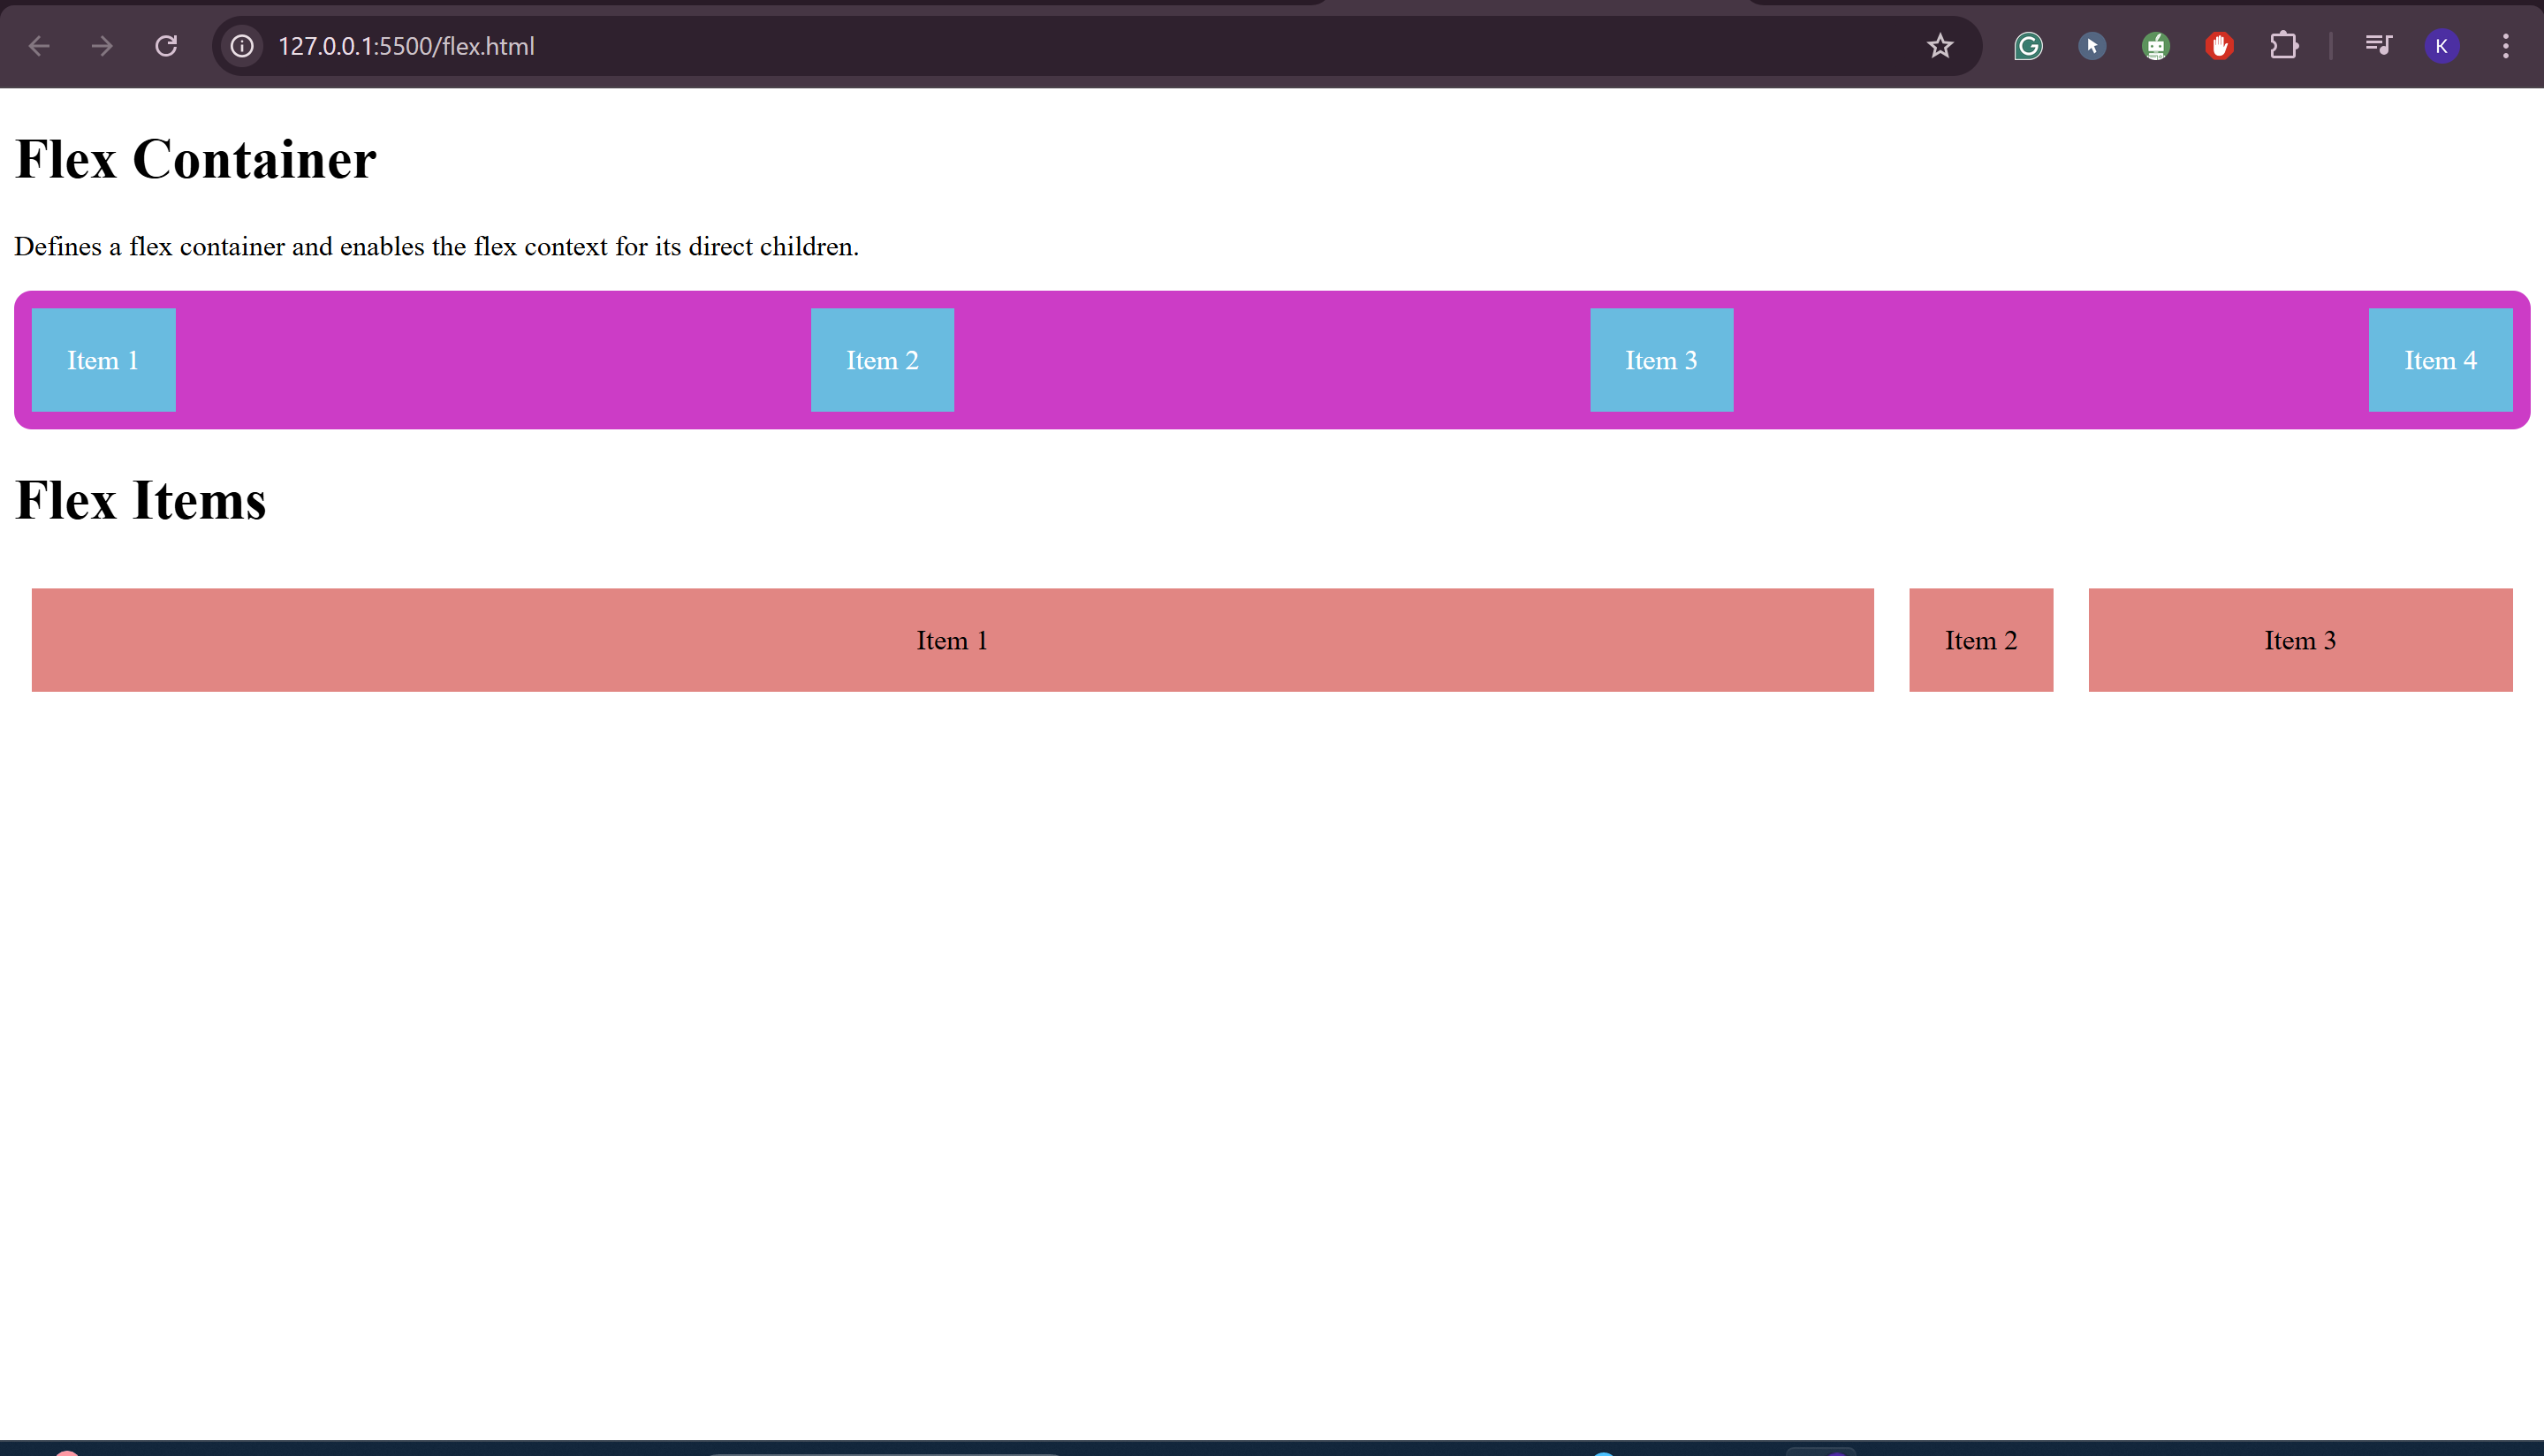 127.0.0.1:5500/flex.html
K
Flex Container
Defines a flex container and enables the flex context for its direct children.
Item 1 Item 2 Item 3 Item 4
Flex Items
Item 1 Item 2 Item 3